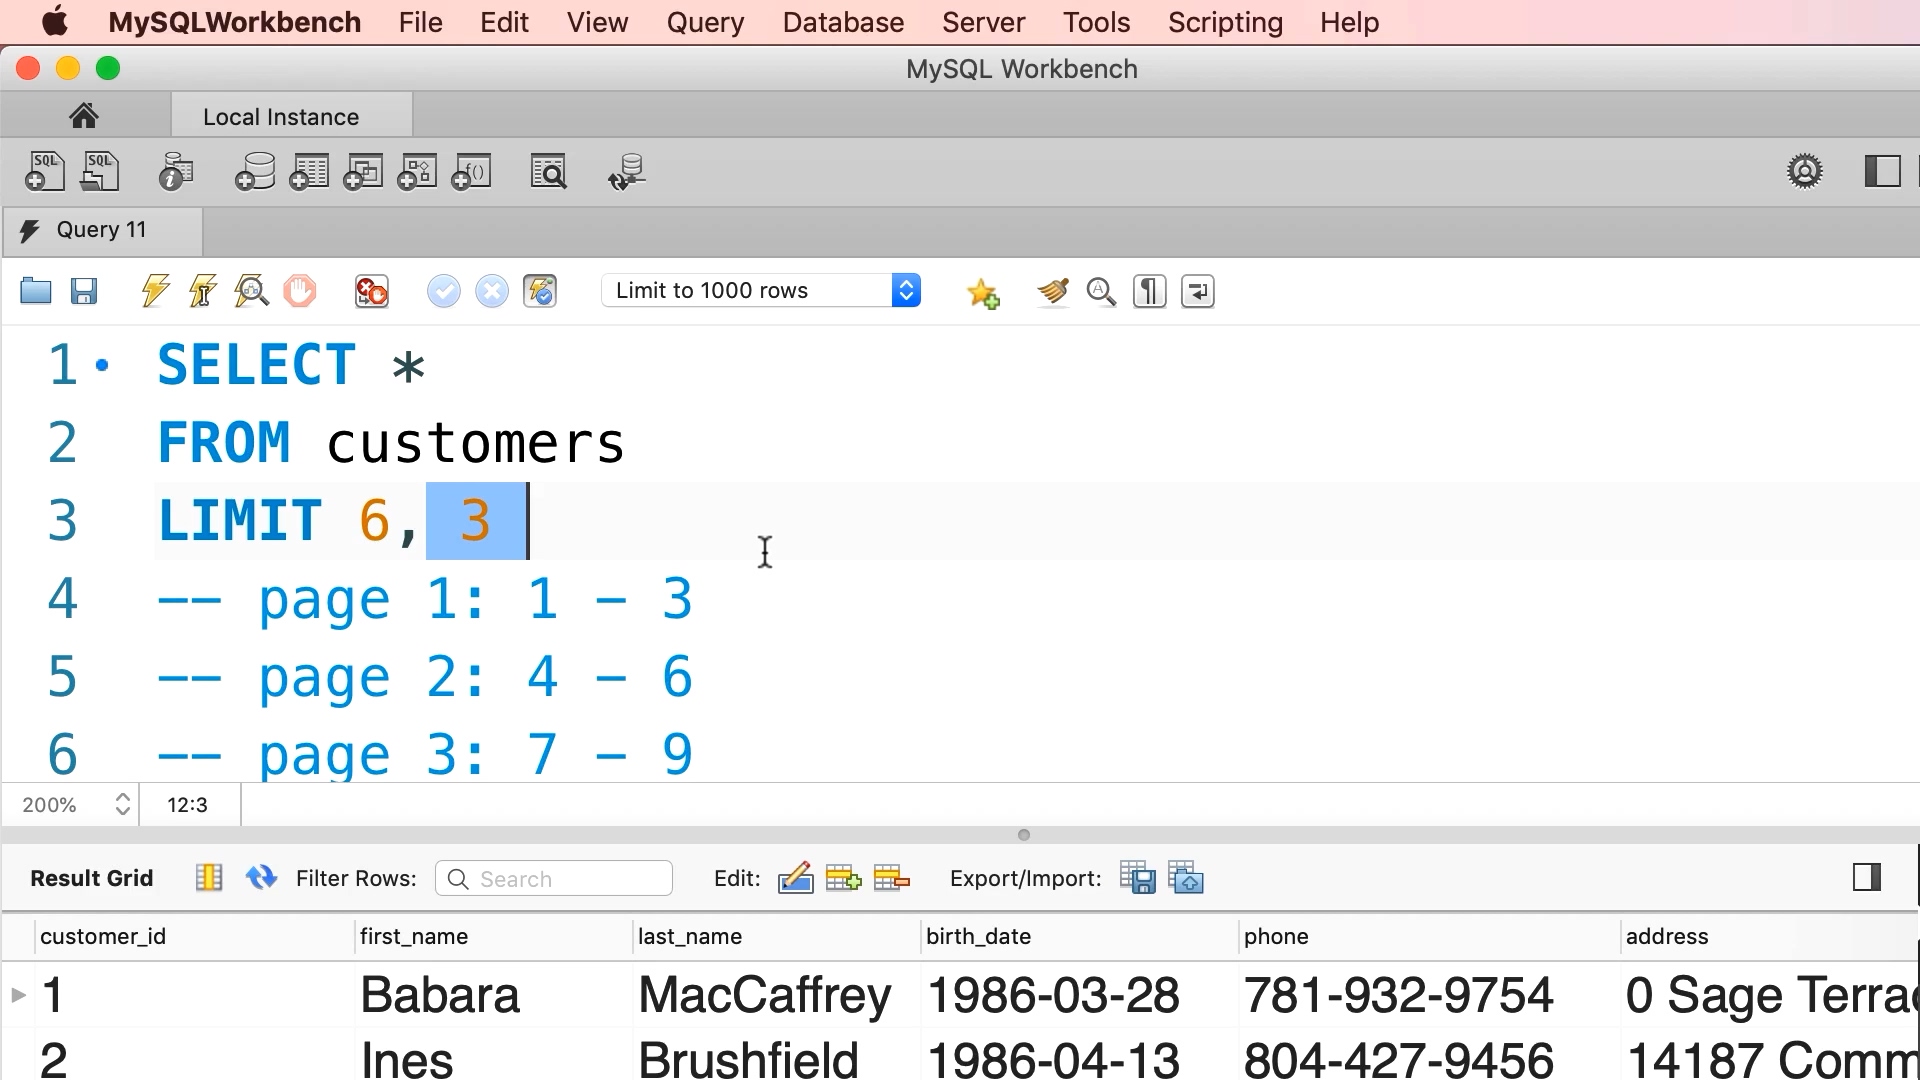 MySQLWorkbench File Edit View Query Database Server Tools Scripting Help
MySQL Workbench
Local Instance
SQL SQL
Query 11
Limit to 1000 rows
1 SELECT *
2 FROM customers
3 LIMIT 6, 3
4 -- page 1: 1 - 3
5 -- page 2: 4 - 6
6 -- page 3: 7 - 9
200% 12:3
Result Grid Filter Rows: Search Edit: Export/Import:
customer_id first_name last_name birth_date phone address
1 Babara MacCaffrey 1986-03-28 781-932-9754 0 Sage
2 Ines Brushfield 1986-04-13 804-427-9456 14187